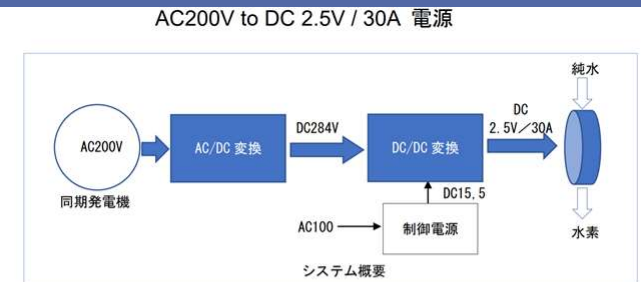 AC200V to DC 2.5V / 30A 電源
純水
DC
2.5V／30A
DC284V
AC200V
AC/DC 変換
DC/DC 変換
同期発電機
DC15,5
AC100
制御電源
水素
システム概要